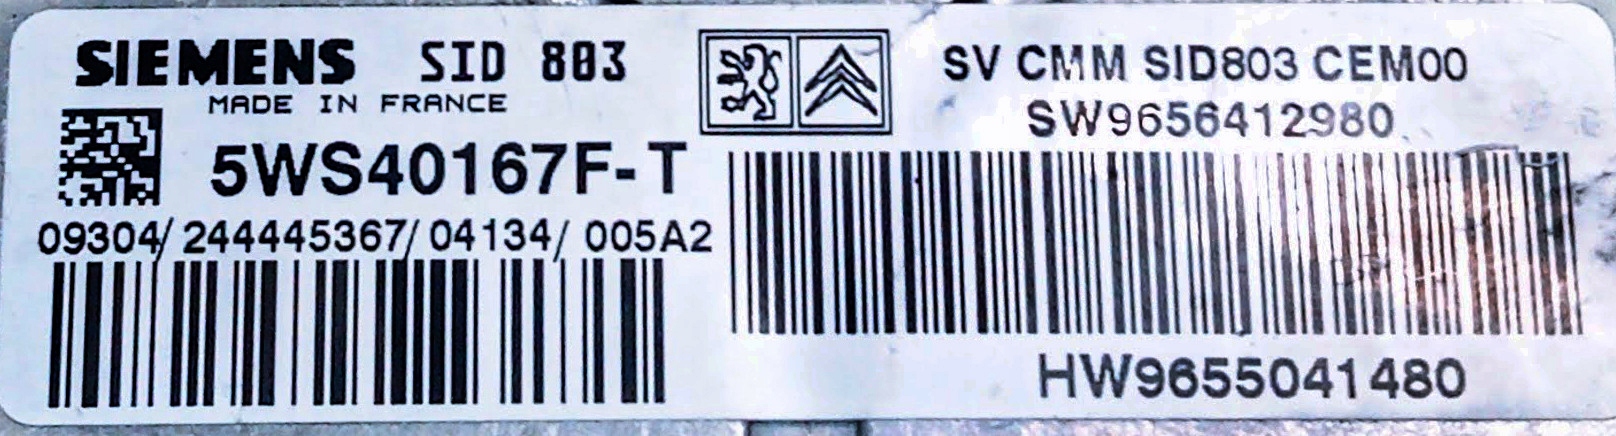 SIEMENS SID 803
MADE IN FRANCE
5WS40167F-T
09304/244445367/04134/005A2
SV CMM SID803 CEM00
SW9656412980
HW9655041480